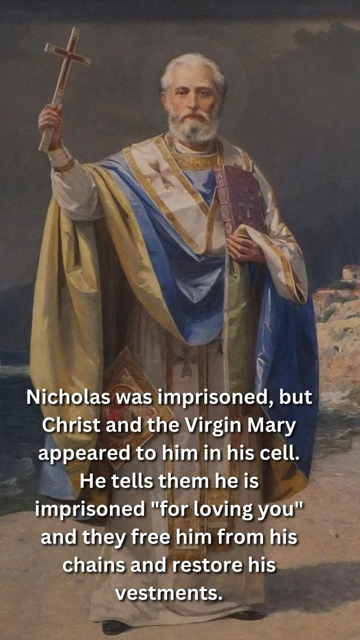 Nicholas was imprisoned, but
Christ and the Virgin Mary
appeared to him in his cell.
He tells them he is
imprisoned "for loving you"
and they free him from his
chains and restore his
vestments.